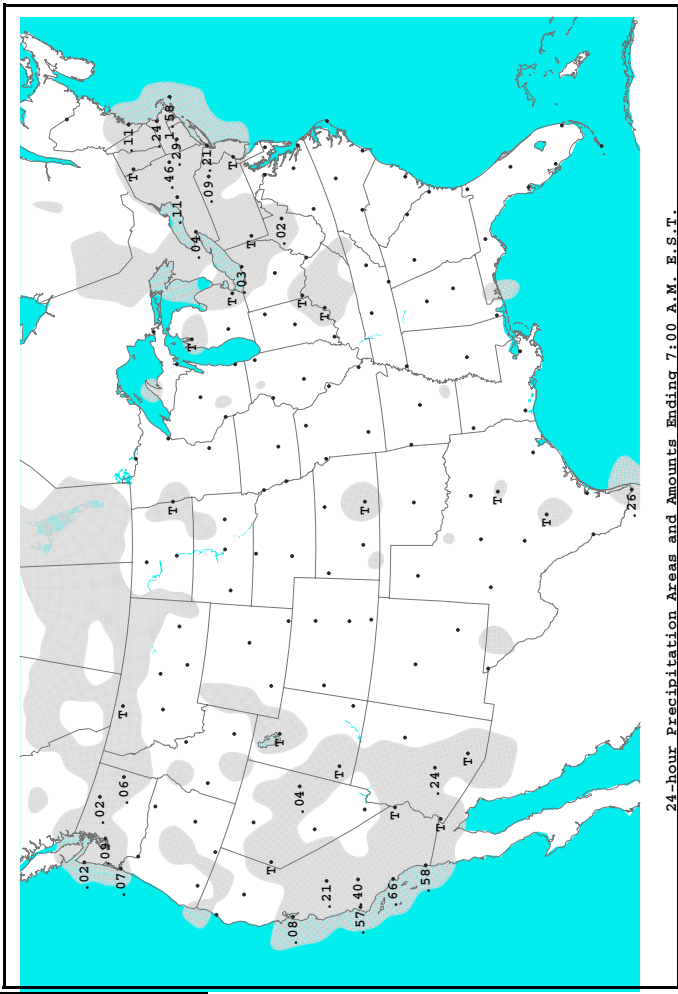 .02
.02
.09
.07
T
.06
.11
T
.24
.46
1.58
T
.29
.11
T
.04
.21
.09
T
T
.03
T
T
T
.02
.08
.04
T
T
.21
T
.40
.57
T
.66
T
.58
.24
T
T
T
T
.26
24-hour Precipitation Areas and Amounts Ending 7:00 A.M. E.S.T.